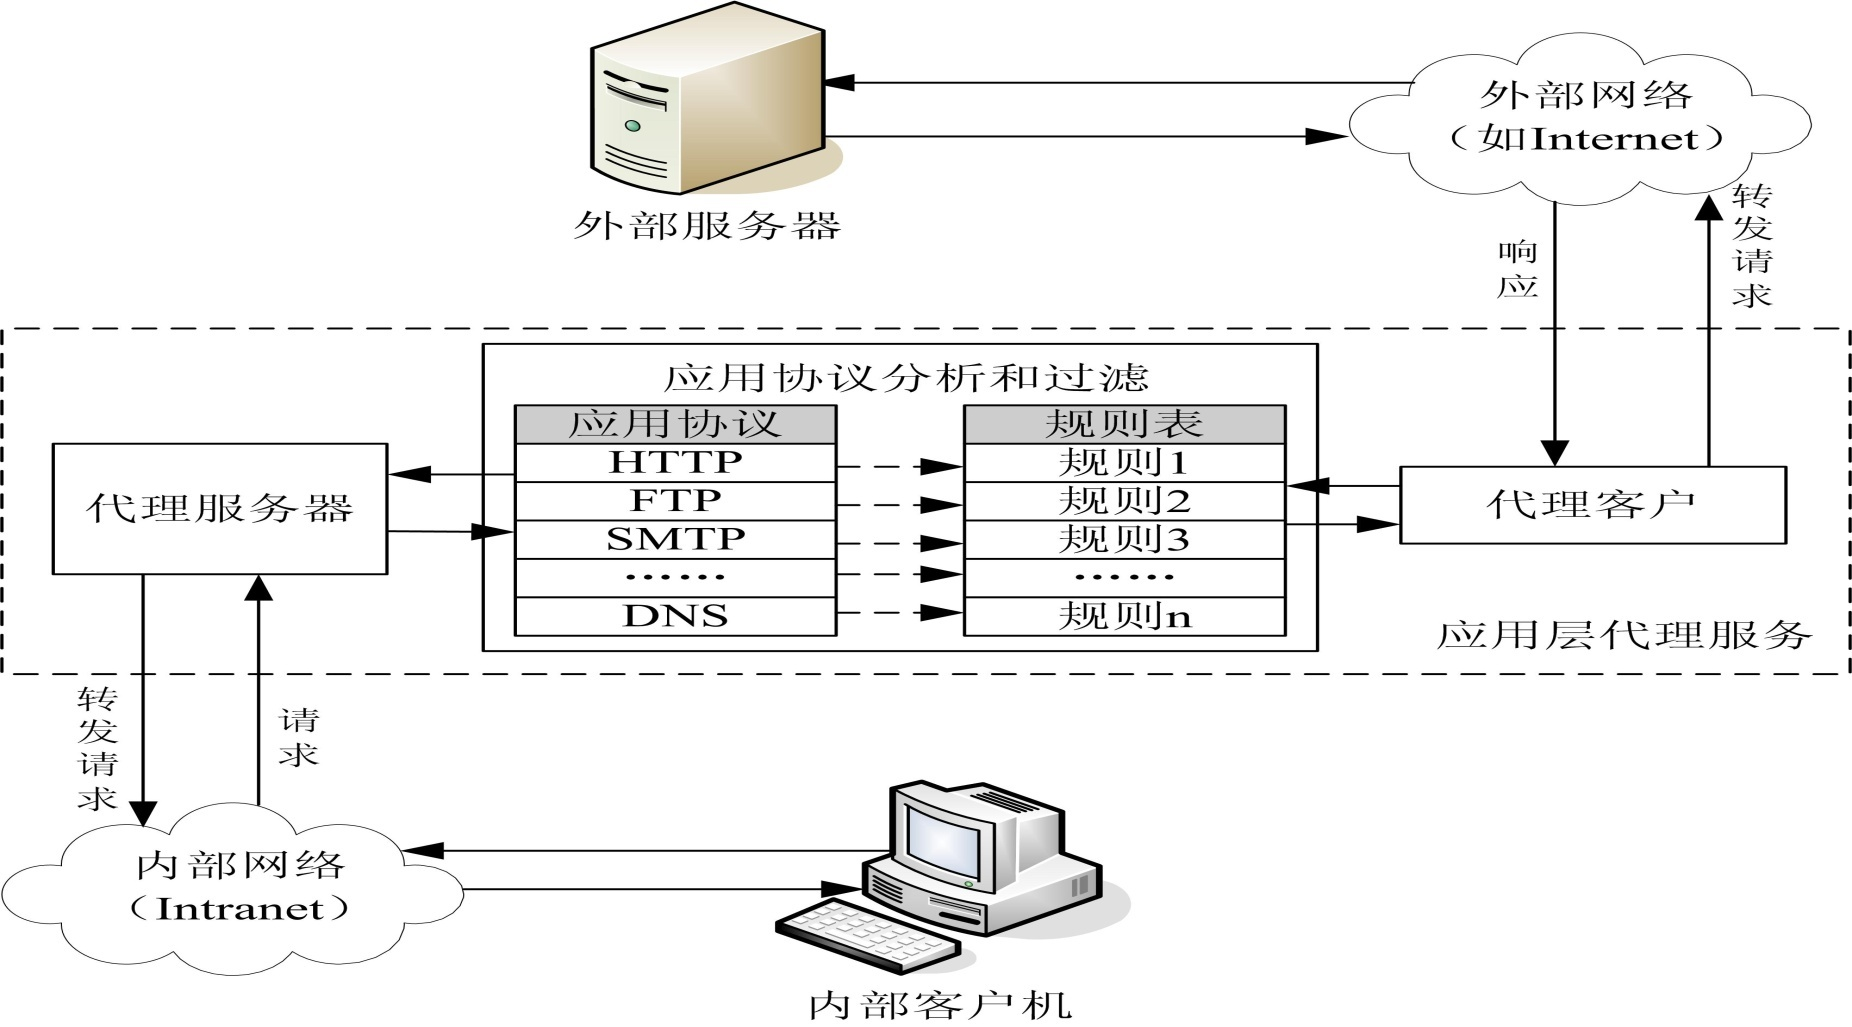 外部网络
（如Internet）
外部服务器
响应
转发请求
应用协议分析和过滤
应用协议
规则表
HTTP
规则1
FTP
规则2
SMTP
规则3
……
……
DNS
规则n
代理服务器
代理客户
应用层代理服务
转发请求
请求
内部网络
（Intranet）
内部客户机